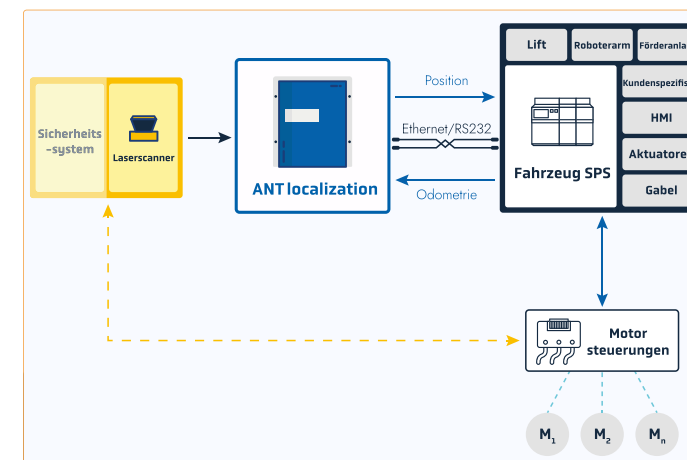 Lift
Roboterarm
Förderanla
Kundenspezifis
HMI
Aktuatore
Gabel
Fahrzeug SPS
Position
Ethernet/RS232
Odometrie
Sicherheits
-system
Laserscanner
ANT localization
Motor
steuerungen
M1
M2
Mn